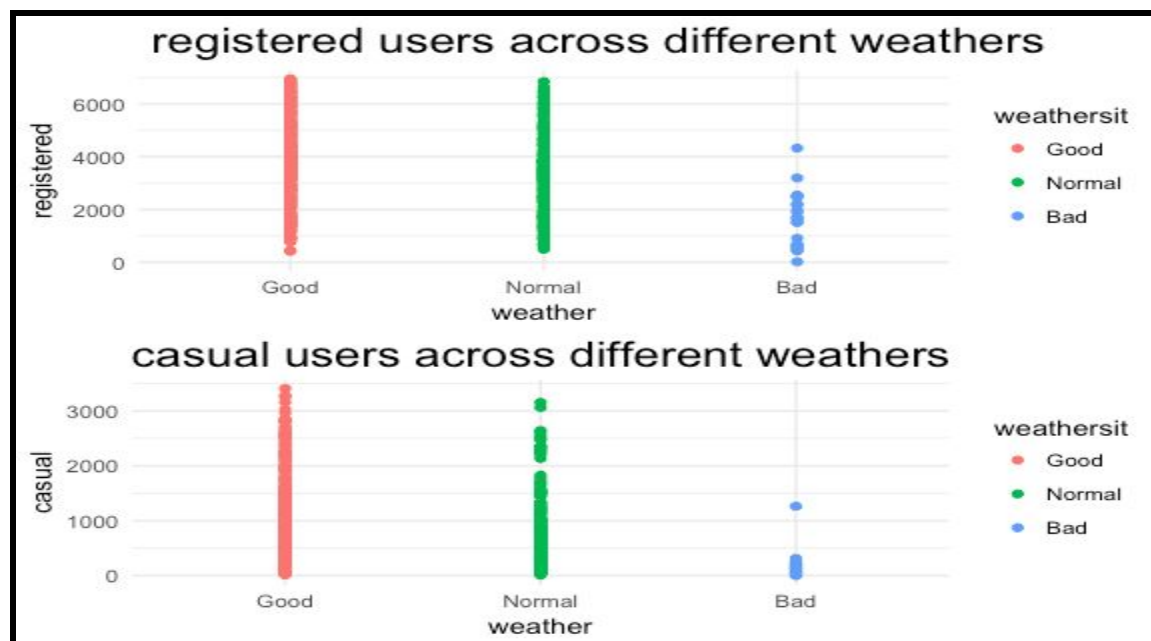 registered users across different weathers
6000
4000
2000
0
registered
Good
Normal
Bad
weather
weathersit
Good
Normal
Bad
casual users across different weathers
3000
2000
1000
0
casual
Good
Normal
Bad
weather
weathersit
Good
Normal
Bad